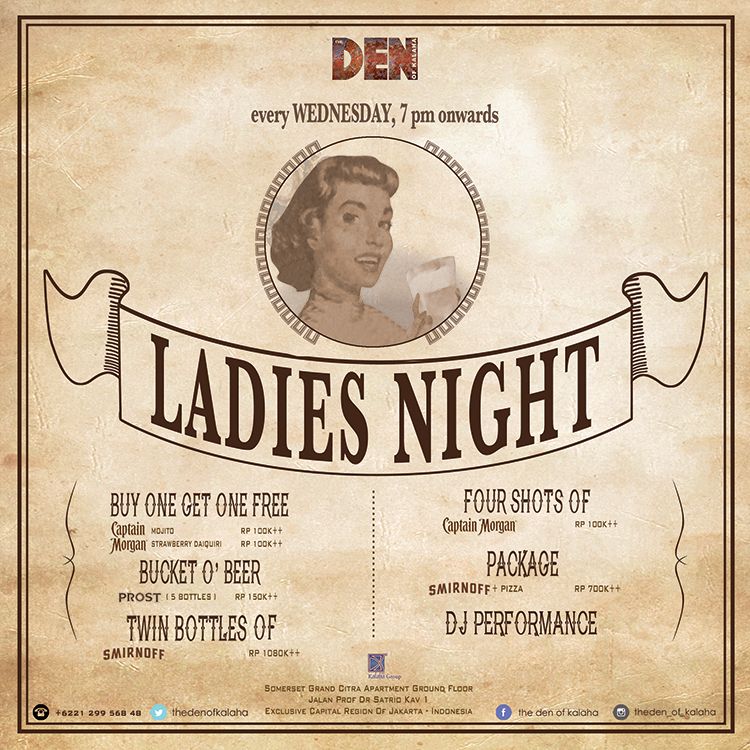 THE DEN OF KALAHA
every WEDNESDAY, 7 pm onwards
LADIES NIGHT
BUY ONE GET ONE FREE
Captain Morgan MOJITO RP 100K++
STRAWBERRY DAIQUIRI RP 100K++
BUCKET O' BEER
PROST ( 5 BOTTLES ) RP 150K++
TWIN BOTTLES OF
SMIRNOFF RP 1080K++
FOUR SHOTS OF
Captain Morgan RP 100K++
PACKAGE
SMIRNOFF + PIZZA RP 700K++
DJ PERFORMANCE
Kalaha Group
SOMERSET GRAND CITRA APARTMENT GROUND FLOOR
JALAN PROF DR SATRIO KAV 1
EXCLUSIVE CAPITAL REGION OF JAKARTA - INDONESIA
+6221 299 568 48 thedenofkalaha
the den of kalaha theden_of_kalaha